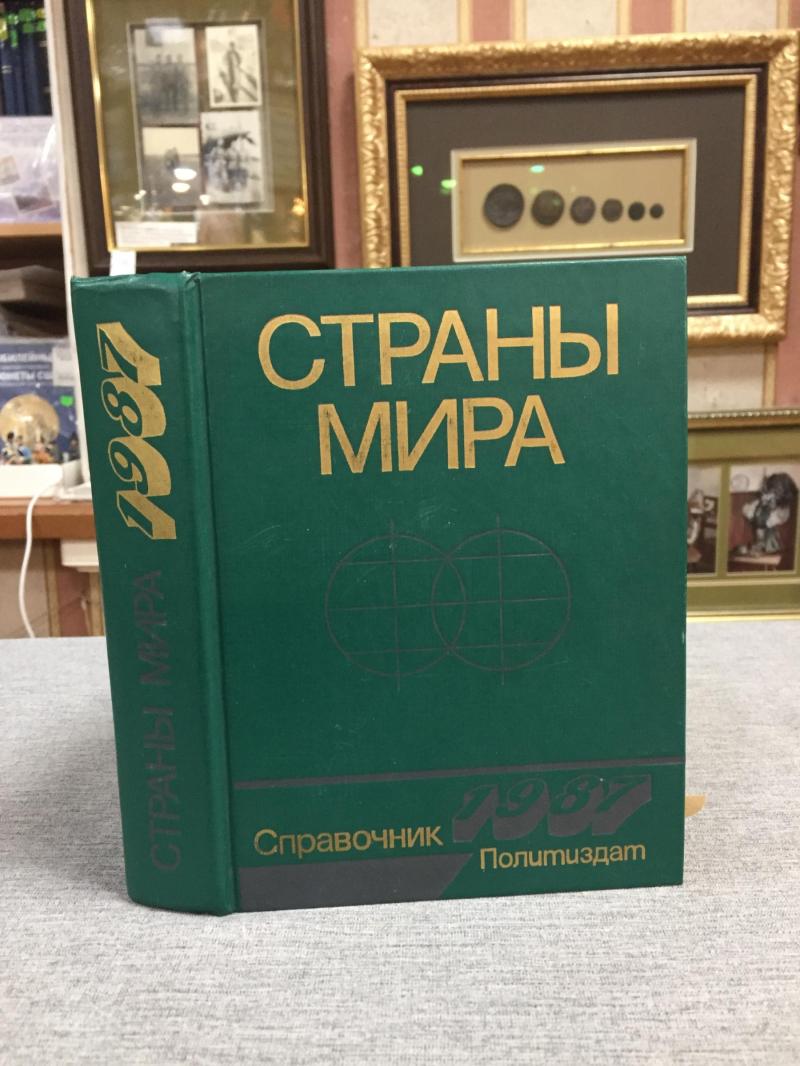 СТРАНЫ
МИРА
1987
Справочник
Политиздат
СТРАНЫ МИРА 1987